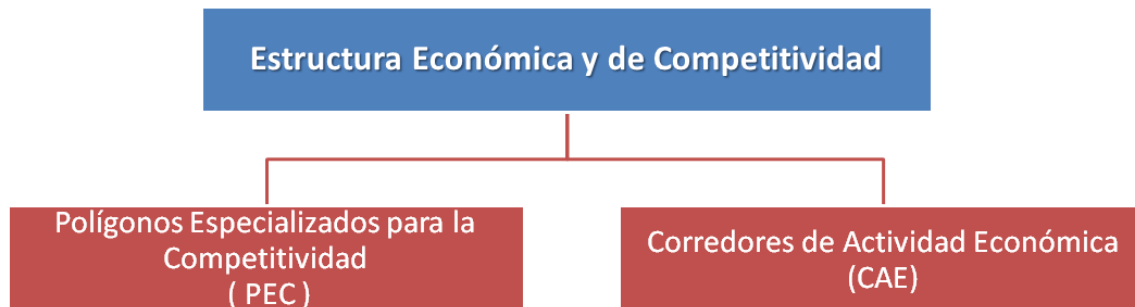 Estructura Económica y de Competitividad
Polígonos Especializados para la
Competitividad
( PEC )
Corredores de Actividad Económica
(CAE)